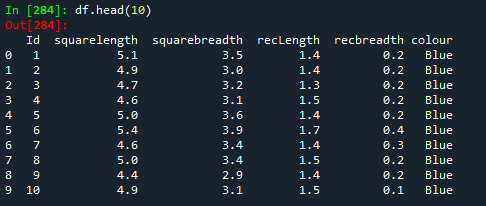 In [284]: df.head(10)
Out[284]:
Id squarelength squarebreadth recLength recbreadth colour
0 1 5.1 3.5 1.4 0.2 Blue
1 2 4.9 3.0 1.4 0.2 Blue
2 3 4.7 3.2 1.3 0.2 Blue
3 4 4.6 3.1 1.5 0.2 Blue
4 5 5.0 3.6 1.4 0.2 Blue
5 6 5.4 3.9 1.7 0.4 Blue
6 7 4.6 3.4 1.4 0.3 Blue
7 8 5.0 3.4 1.5 0.2 Blue
8 9 4.4 2.9 1.4 0.2 Blue
9 10 4.9 3.1 1.5 0.1 Blue